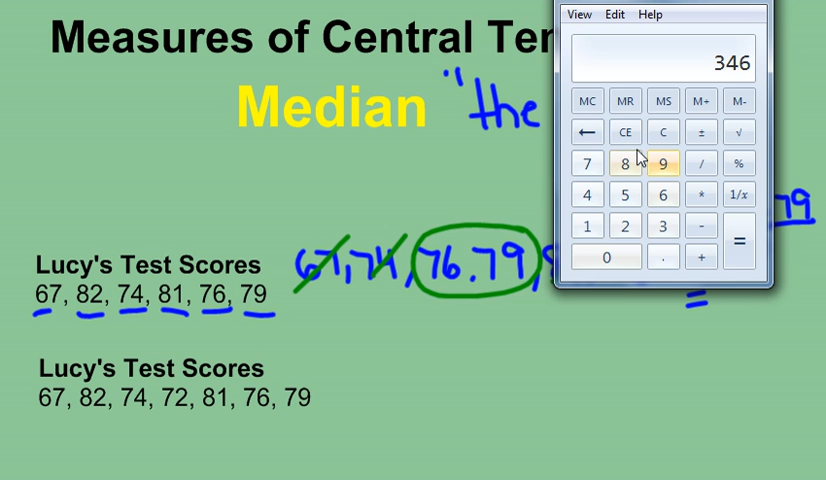 Measures of Central Ter
Median "the
View Edit Help
346
MC MR MS M+ M-
← CE C ± √
7 8 9 / %
4 5 6 * 1/x
1 2 3 - =
0 . +
79
=
Lucy's Test Scores
67, 82, 74, 81, 76, 79
67, 74, 76.79,
Lucy's Test Scores
67, 82, 74, 72, 81, 76, 79